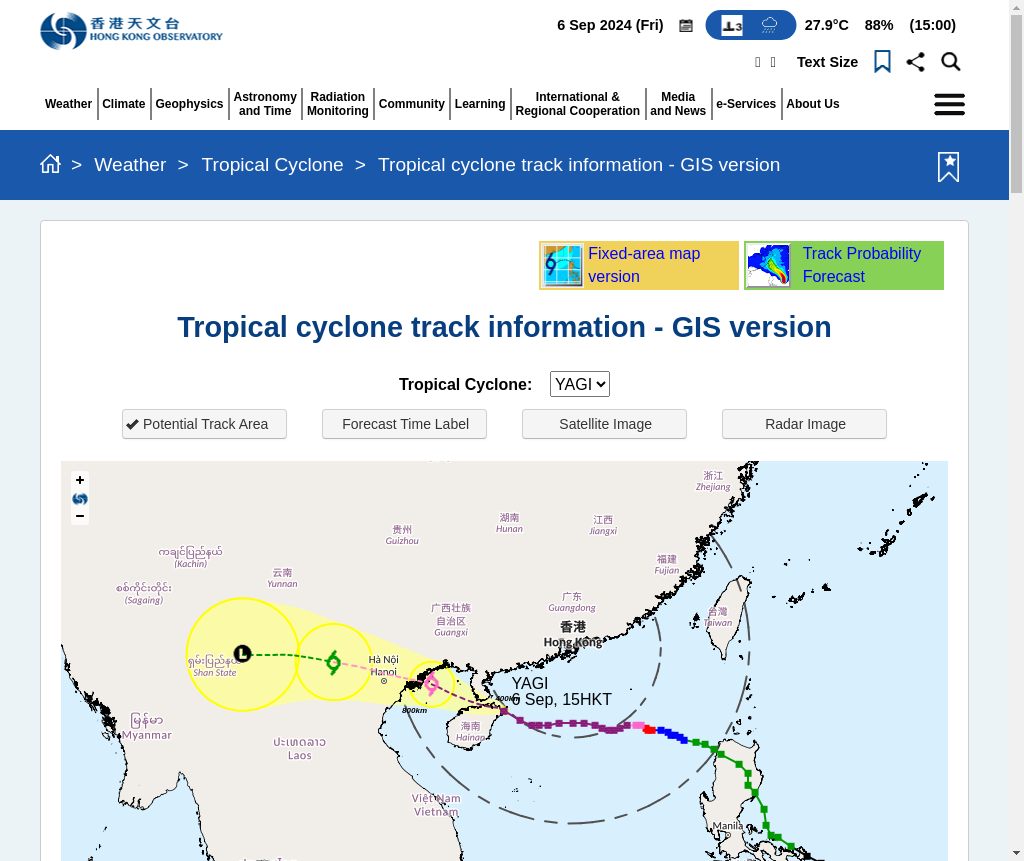 香港天文台
HONG KONG OBSERVATORY
6 Sep 2024 (Fri)
3
27.9°C
88%
(15:00)
Text Size
Weather
Climate
Geophysics
Astronomy
and Time
Radiation
Monitoring
Community
Learning
International &
Regional Cooperation
Media
and News
e-Services
About Us
> Weather > Tropical Cyclone > Tropical cyclone track information - GIS version
Fixed-area map
version
Track Probability
Forecast
Tropical cyclone track information - GIS version
Tropical Cyclone:
YAGI
Potential Track Area
Forecast Time Label
Satellite Image
Radar Image
+
−
浙江
Zhejiang
湖南
Hunan
江西
Jiangxi
贵州
Guizhou
ကချင်ပြည်နယ်
(Kachin)
福建
Fujian
云南
Yunnan
စစ်ကိုင်းတိုင်း
(Sagaing)
广东
Guangdong
广西壮族
自治区
Guangxi
台灣
Taiwan
香港
Hong Kong
L
Hà Nội
Hanoi
Shan State
YAGI
6 Sep, 15HKT
400km
800km
海南
Hainan
မြန်မာ
Myanmar
ປະເທດລາວ
Laos
Việt Nam
Vietnam
Manila